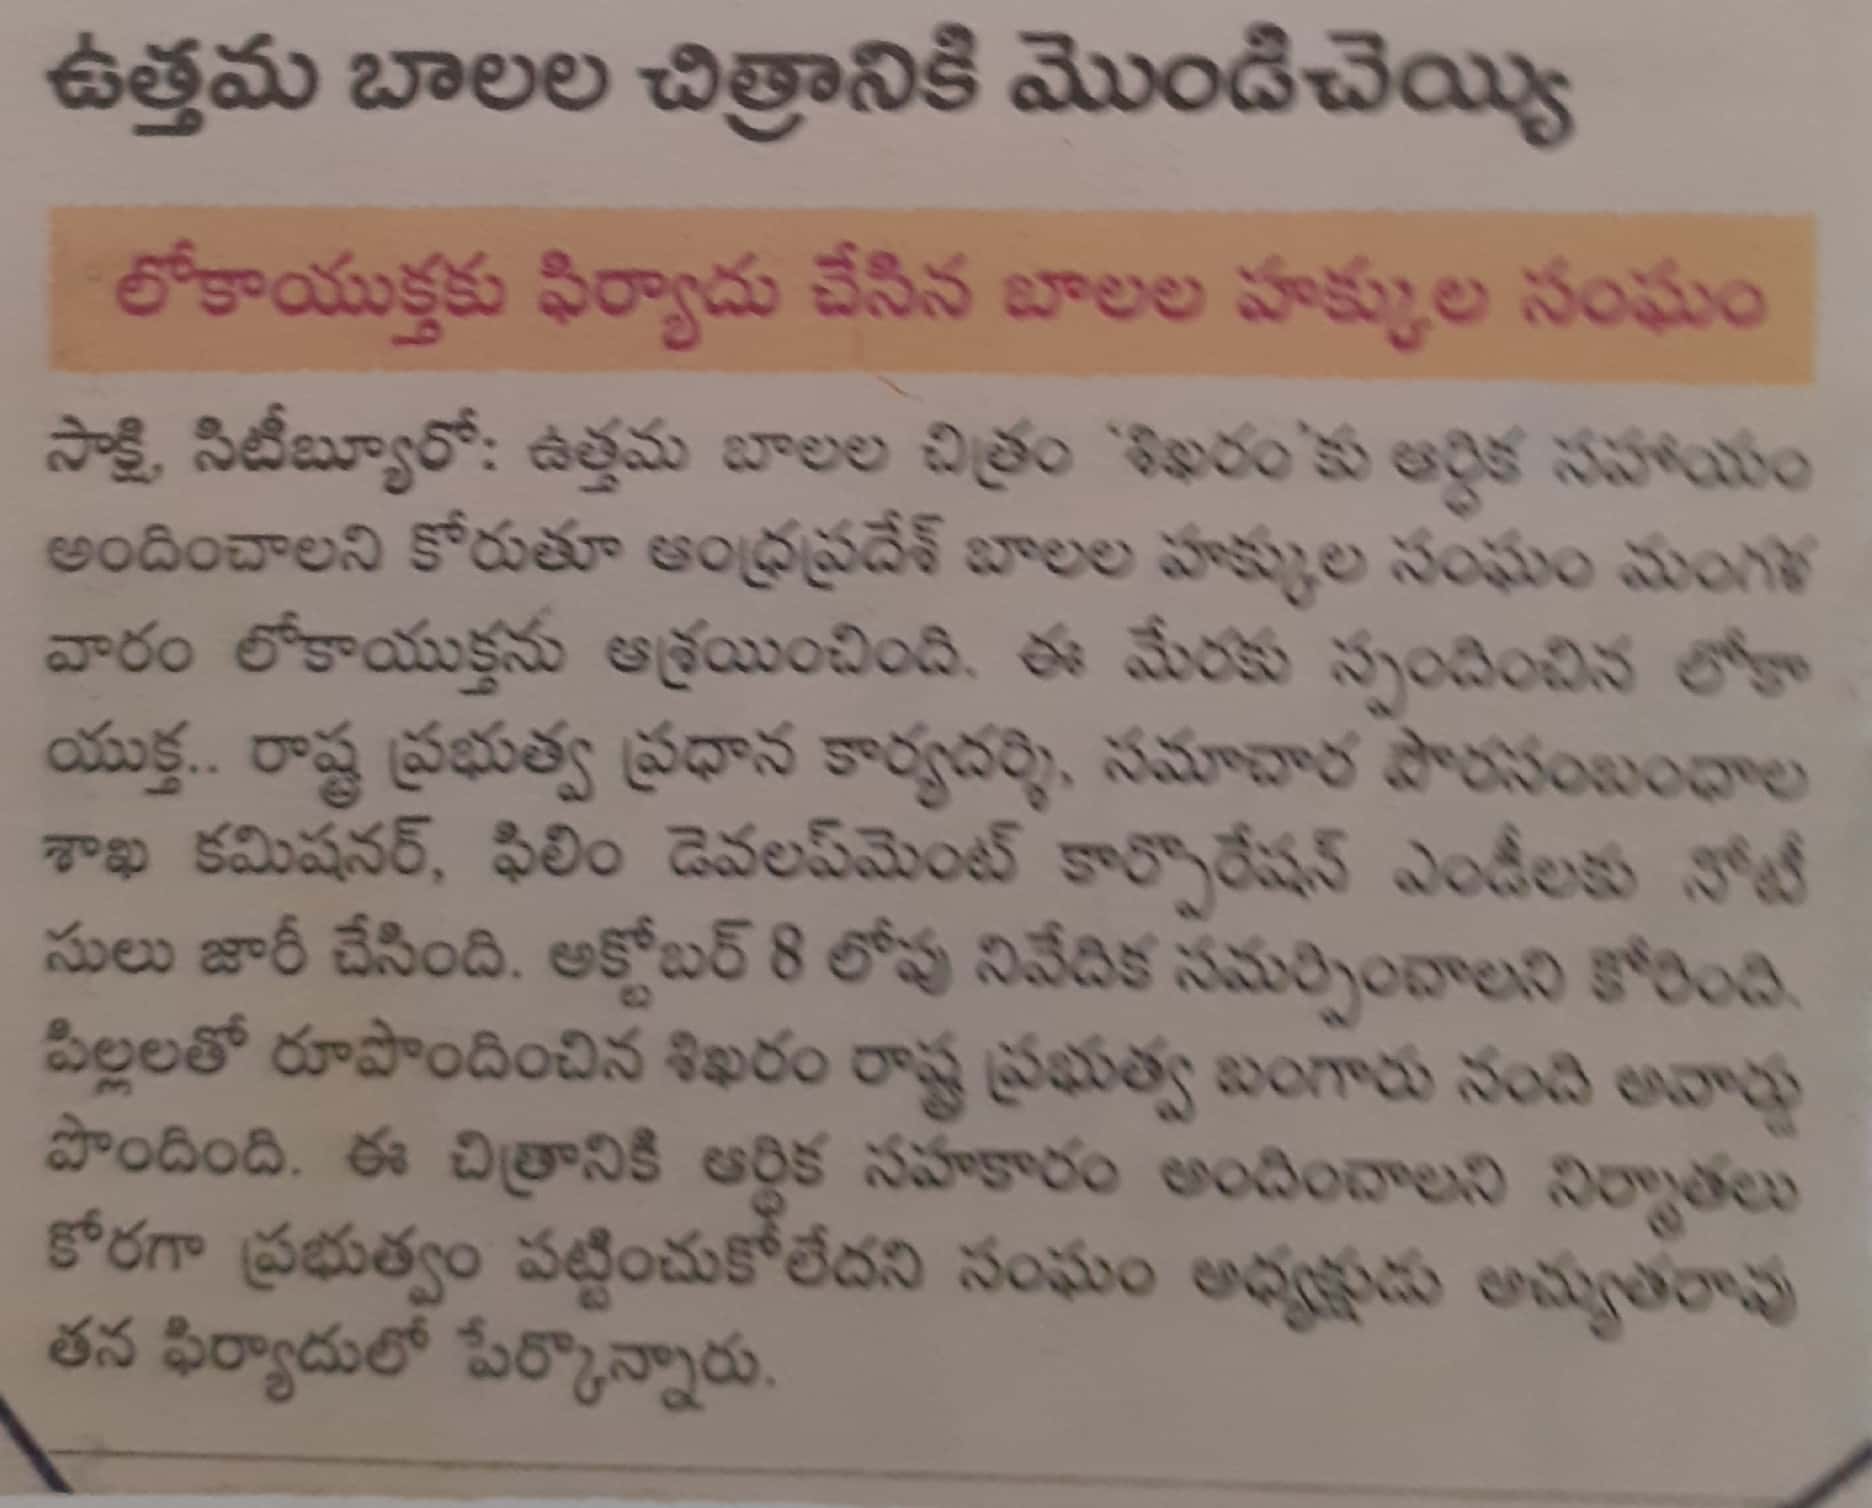 ఉత్తమ బాలల చిత్రానికి మొండిచెయ్యి
లోకాయుక్తకు ఫిర్యాదు చేసిన బాలల హక్కుల సంఘం
సాక్షి, సిటీబ్యూరో: ఉత్తమ బాలల చిత్రం 'శిఖరం'కు ఆర్థిక సహాయం
అందించాలని కోరుతూ ఆంధ్రప్రదేశ్ బాలల హక్కుల సంఘం మంగళ
వారం లోకాయుక్తను ఆశ్రయించింది. ఈ మేరకు స్పందించిన లోకా
యుక్త.. రాష్ట్ర ప్రభుత్వ ప్రధాన కార్యదర్శి, సమాచార పౌరసంబంధాల
శాఖ కమిషనర్, ఫిలిం డెవలప్‌మెంట్ కార్పొరేషన్ ఎండీలకు నోటీ
సులు జారీ చేసింది. అక్టోబర్ 8 లోపు నివేదిక సమర్పించాలని కోరింది.
పిల్లలతో రూపొందించిన శిఖరం రాష్ట్ర ప్రభుత్వ బంగారు నంది అవార్డు
పొందింది. ఈ చిత్రానికి ఆర్థిక సహకారం అందించాలని నిర్మాతలు
కోరగా ప్రభుత్వం పట్టించుకోలేదని సంఘం అధ్యక్షుడు అచ్యుతరావు
తన ఫిర్యాదులో పేర్కొన్నారు.